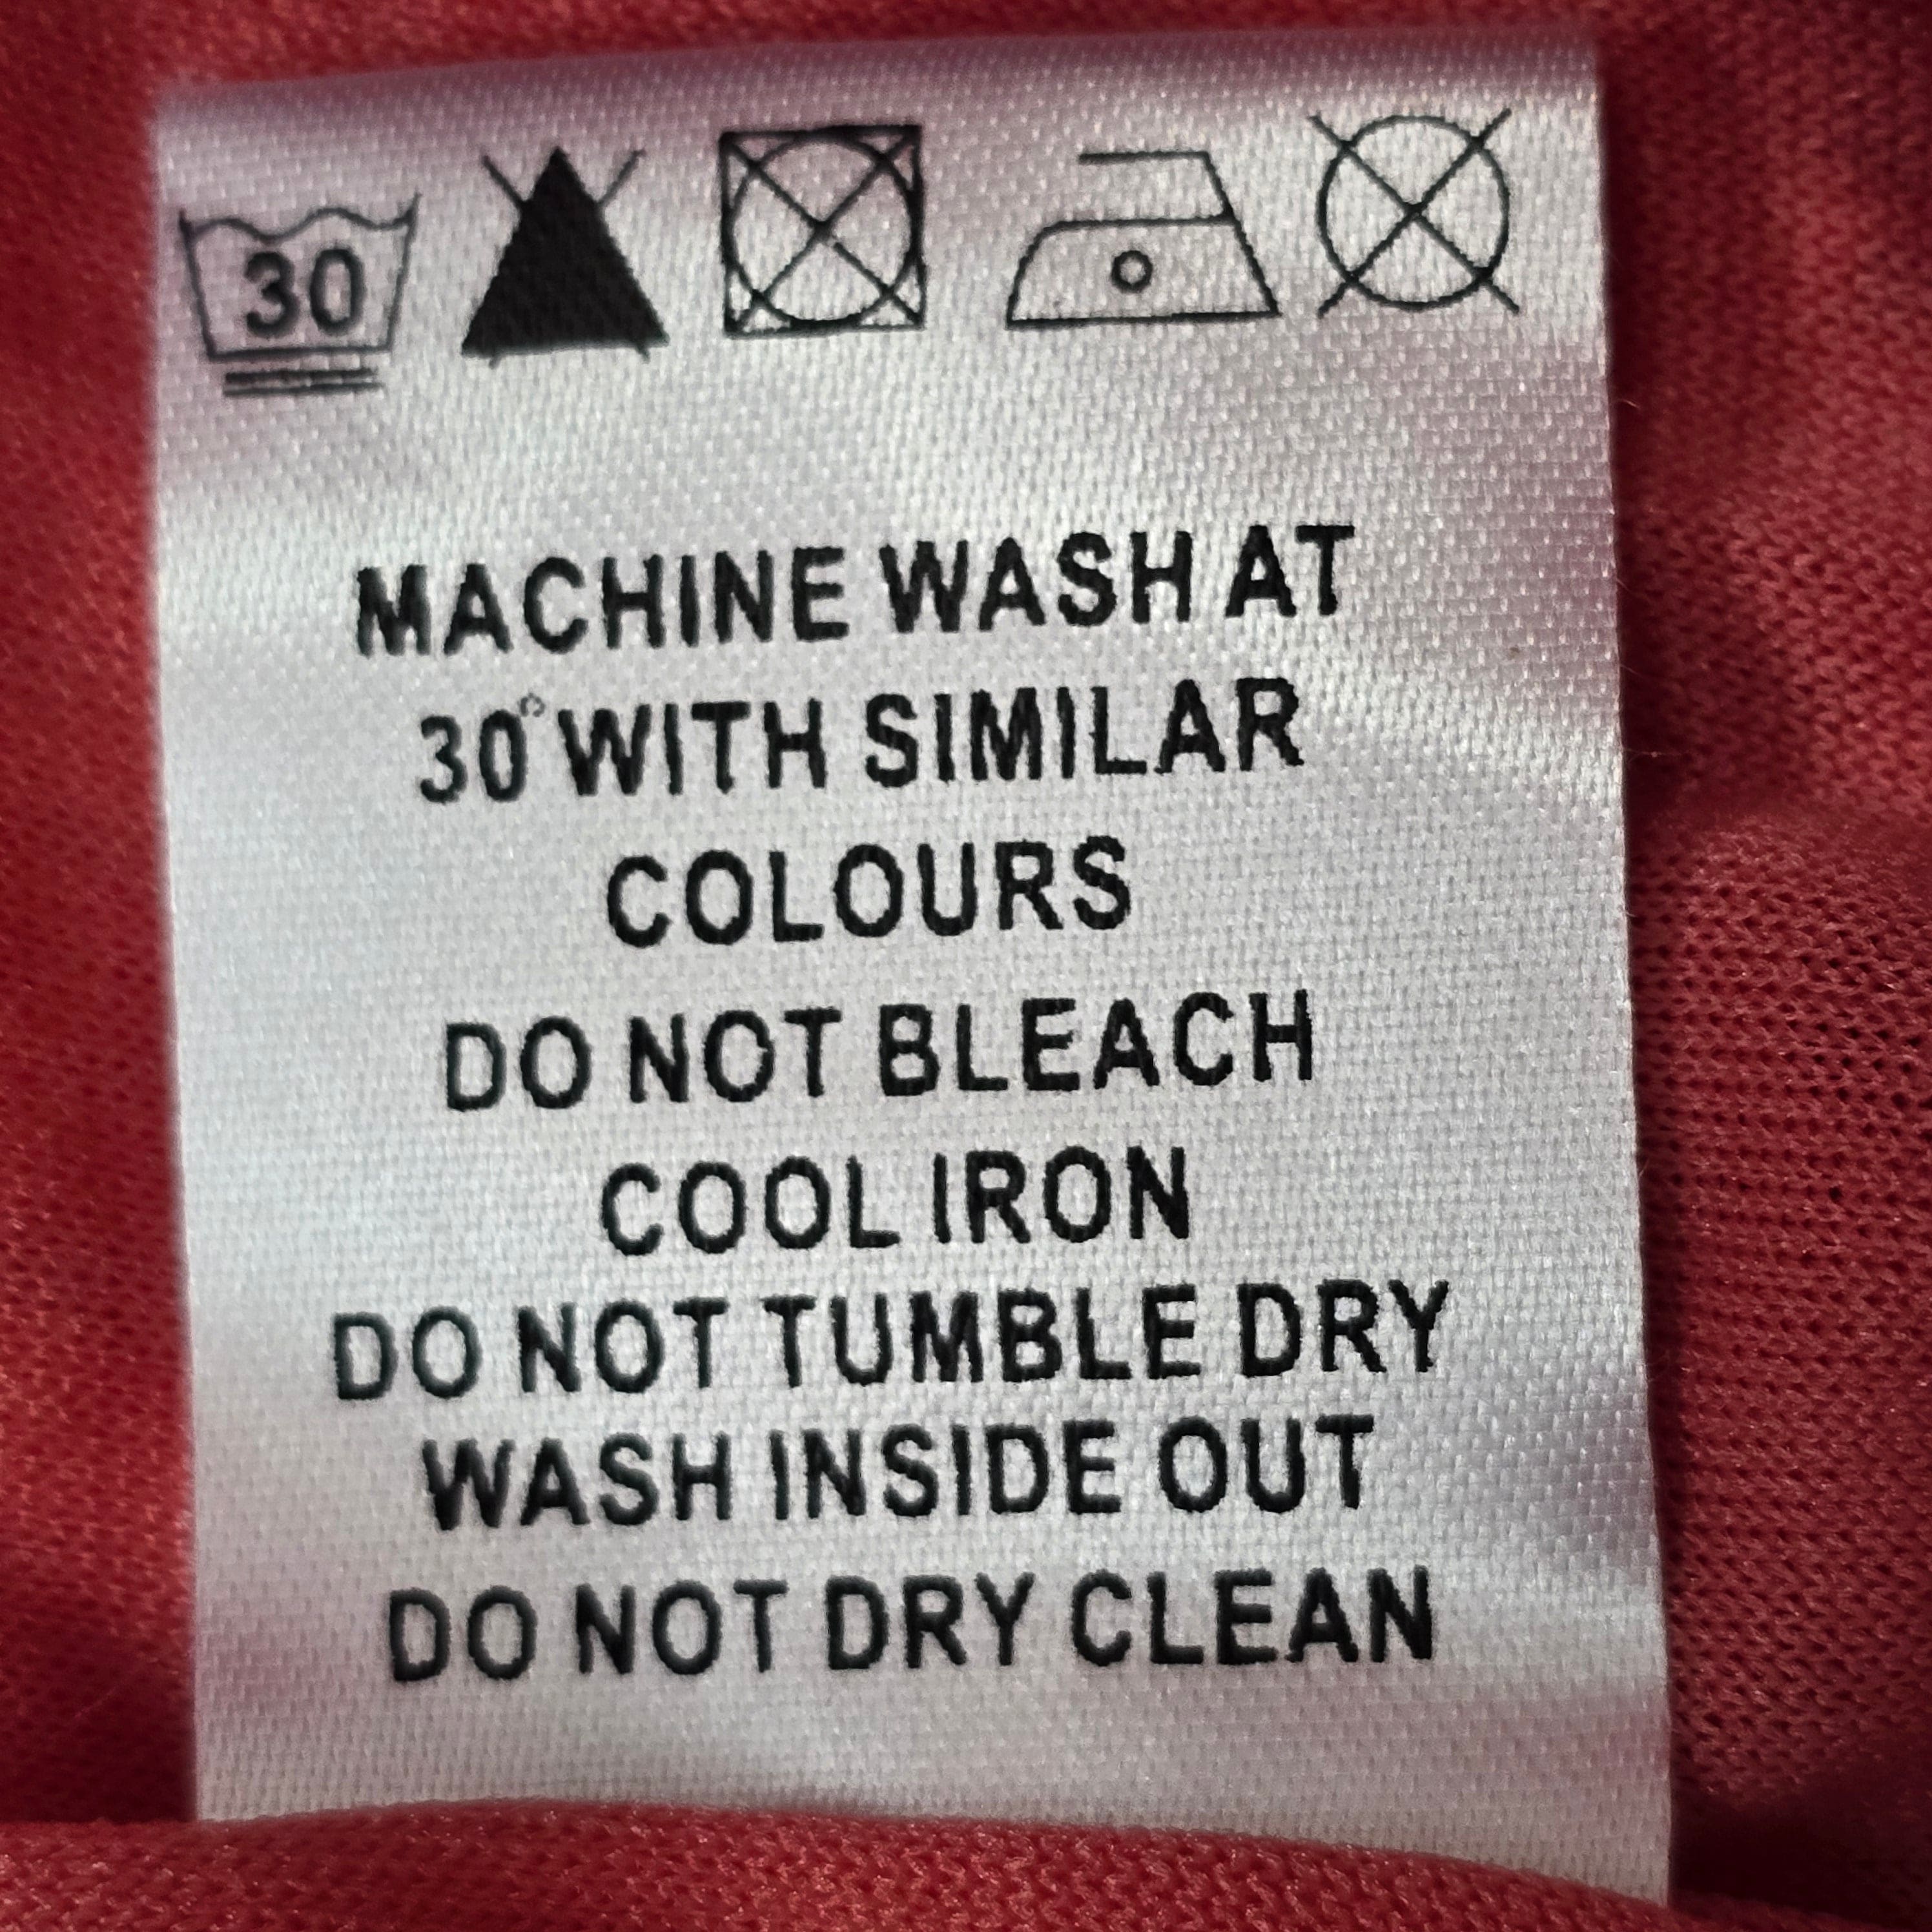 30
MACHINE WASH AT
30° WITH SIMILAR
COLOURS
DO NOT BLEACH
COOL IRON
DO NOT TUMBLE DRY
WASH INSIDE OUT
DO NOT DRY CLEAN